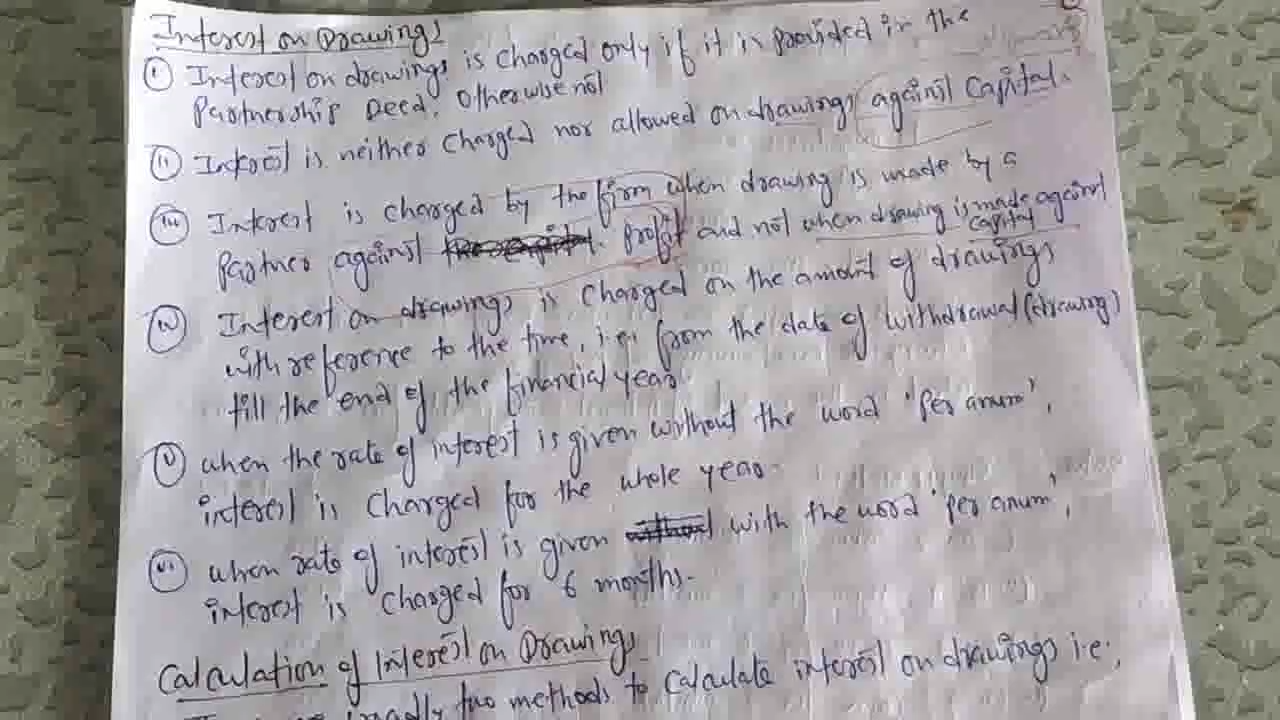 Interest on Drawings
(i) Interest on drawings is charged only if it is provided in the
Partnership Deed, otherwise not
(ii) Interest is neither charged nor allowed on drawings against Capital.
(iii) Interest is charged by the firm when drawing is made by a
Partner against profit and not when drawing is made against
capital
(iv) Interest on drawings is charged on the amount of drawings
with reference to the time, i.e. from the date of withdrawal (drawing)
till the end of the financial year.
(v) when the rate of interest is given without the word 'per anum',
interest is charged for the whole year.
(vi) when rate of interest is given with the word 'per anum',
interest is charged for 6 months.
Calculation of Interest on Drawings
two methods to calculate interest on drawings i.e.,